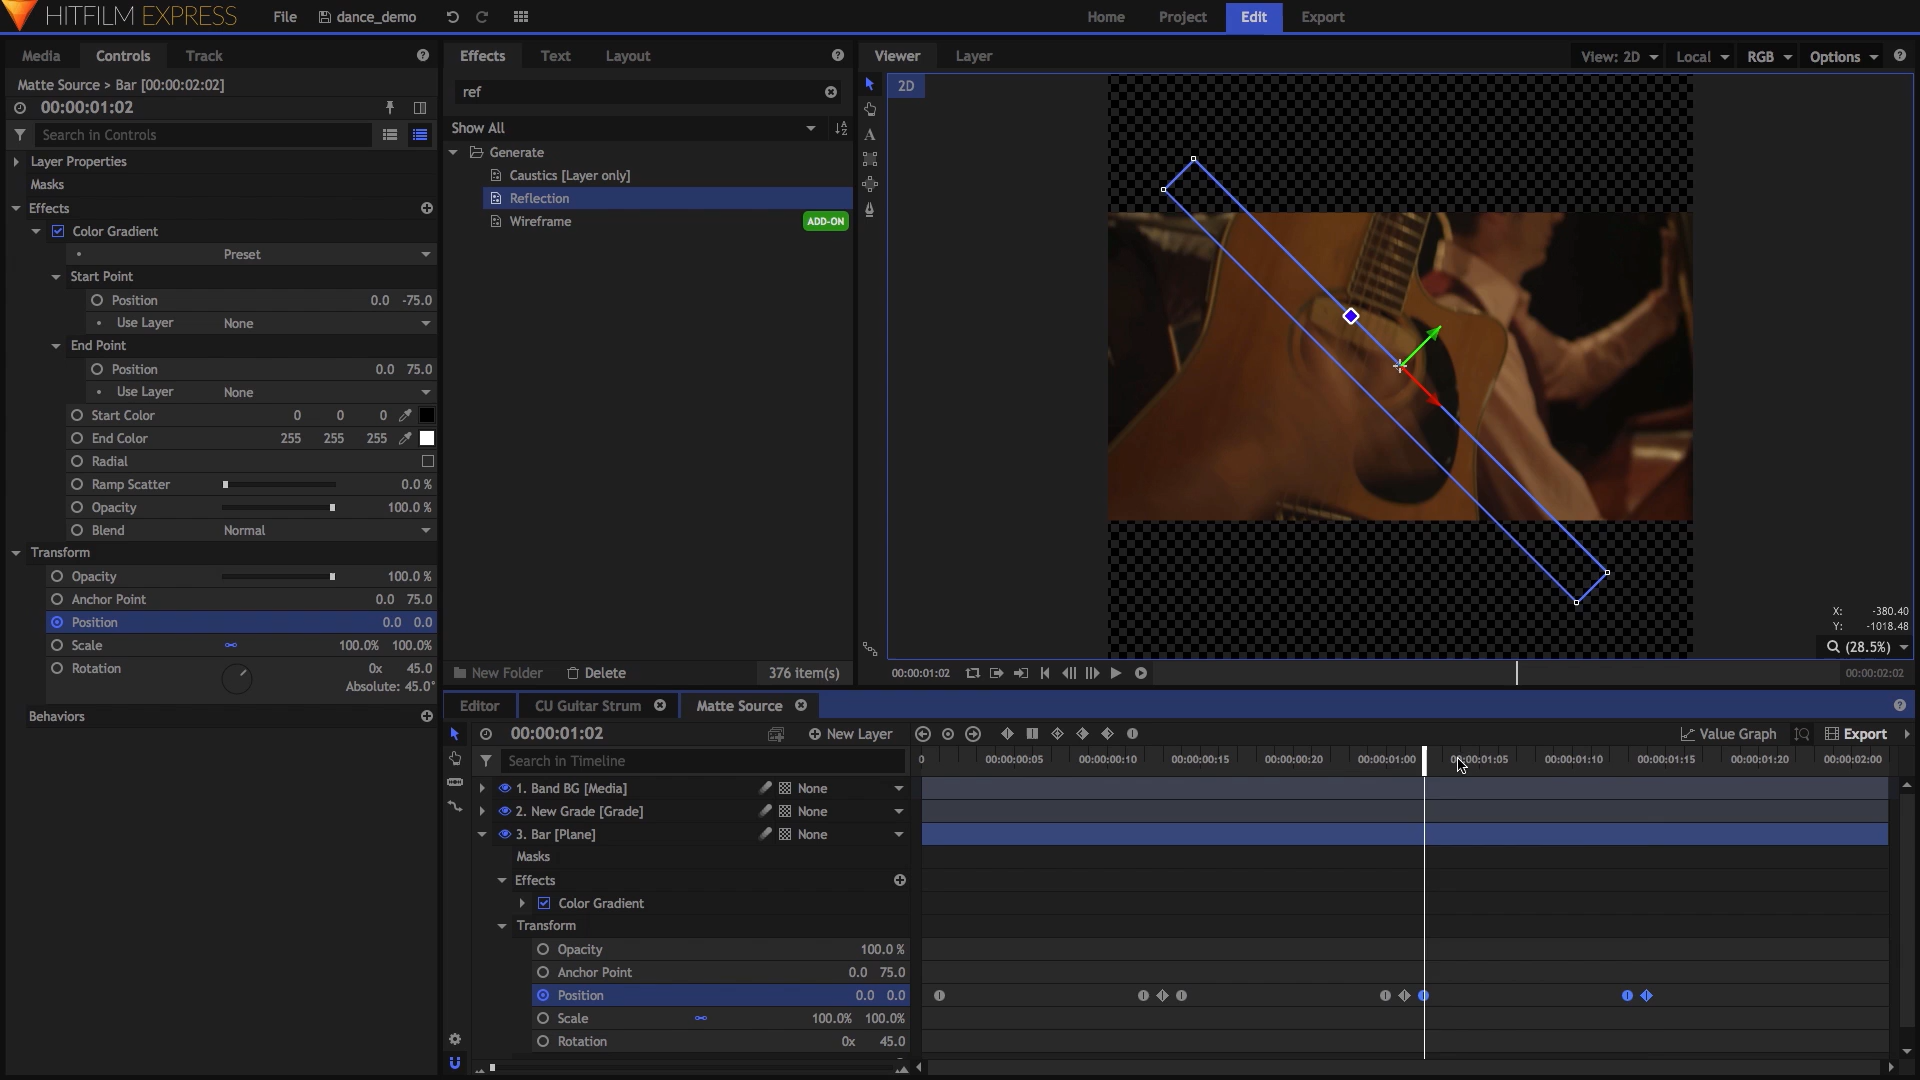 HITFILM EXPRESS
File
dance_demo
Home
Project
Edit
Export
Media
Controls
Track
Matte Source > Bar [00:00:02:02]
00:00:01:02
Search in Controls
Layer Properties
Masks
Effects
Color Gradient
Preset
Start Point
Position 0.0 -75.0
Use Layer None
End Point
Position 0.0 75.0
Use Layer None
Start Color 0 0 0
End Color 255 255 255
Radial
Ramp Scatter 0.0 %
Opacity 100.0 %
Blend Normal
Transform
Opacity 100.0 %
Anchor Point 0.0 75.0
Position 0.0 0.0
Scale 100.0% 100.0%
Rotation 0x 45.0
Absolute: 45.0°
Behaviors
Effects
Text
Layout
ref
Show All
Generate
Caustics [Layer only]
Reflection
Wireframe ADD-ON
New Folder
Delete
376 item(s)
Viewer
Layer
View: 2D
Local
RGB
Options
2D
X: -380.40
Y: -1018.48
(28.5%)
00:00:01:02
00:00:02:02
Editor
CU Guitar Strum
Matte Source
00:00:01:02
New Layer
Value Graph
Export
Search in Timeline
0 00:00:00:05 00:00:00:10 00:00:00:15 00:00:00:20 00:00:01:00 00:00:01:05 00:00:01:10 00:00:01:15 00:00:01:20 00:00:02:00
1. Band BG [Media] None
2. New Grade [Grade] None
3. Bar [Plane] None
Masks
Effects
Color Gradient
Transform
Opacity 100.0 %
Anchor Point 0.0 75.0
Position 0.0 0.0
Scale 100.0% 100.0%
Rotation 0x 45.0